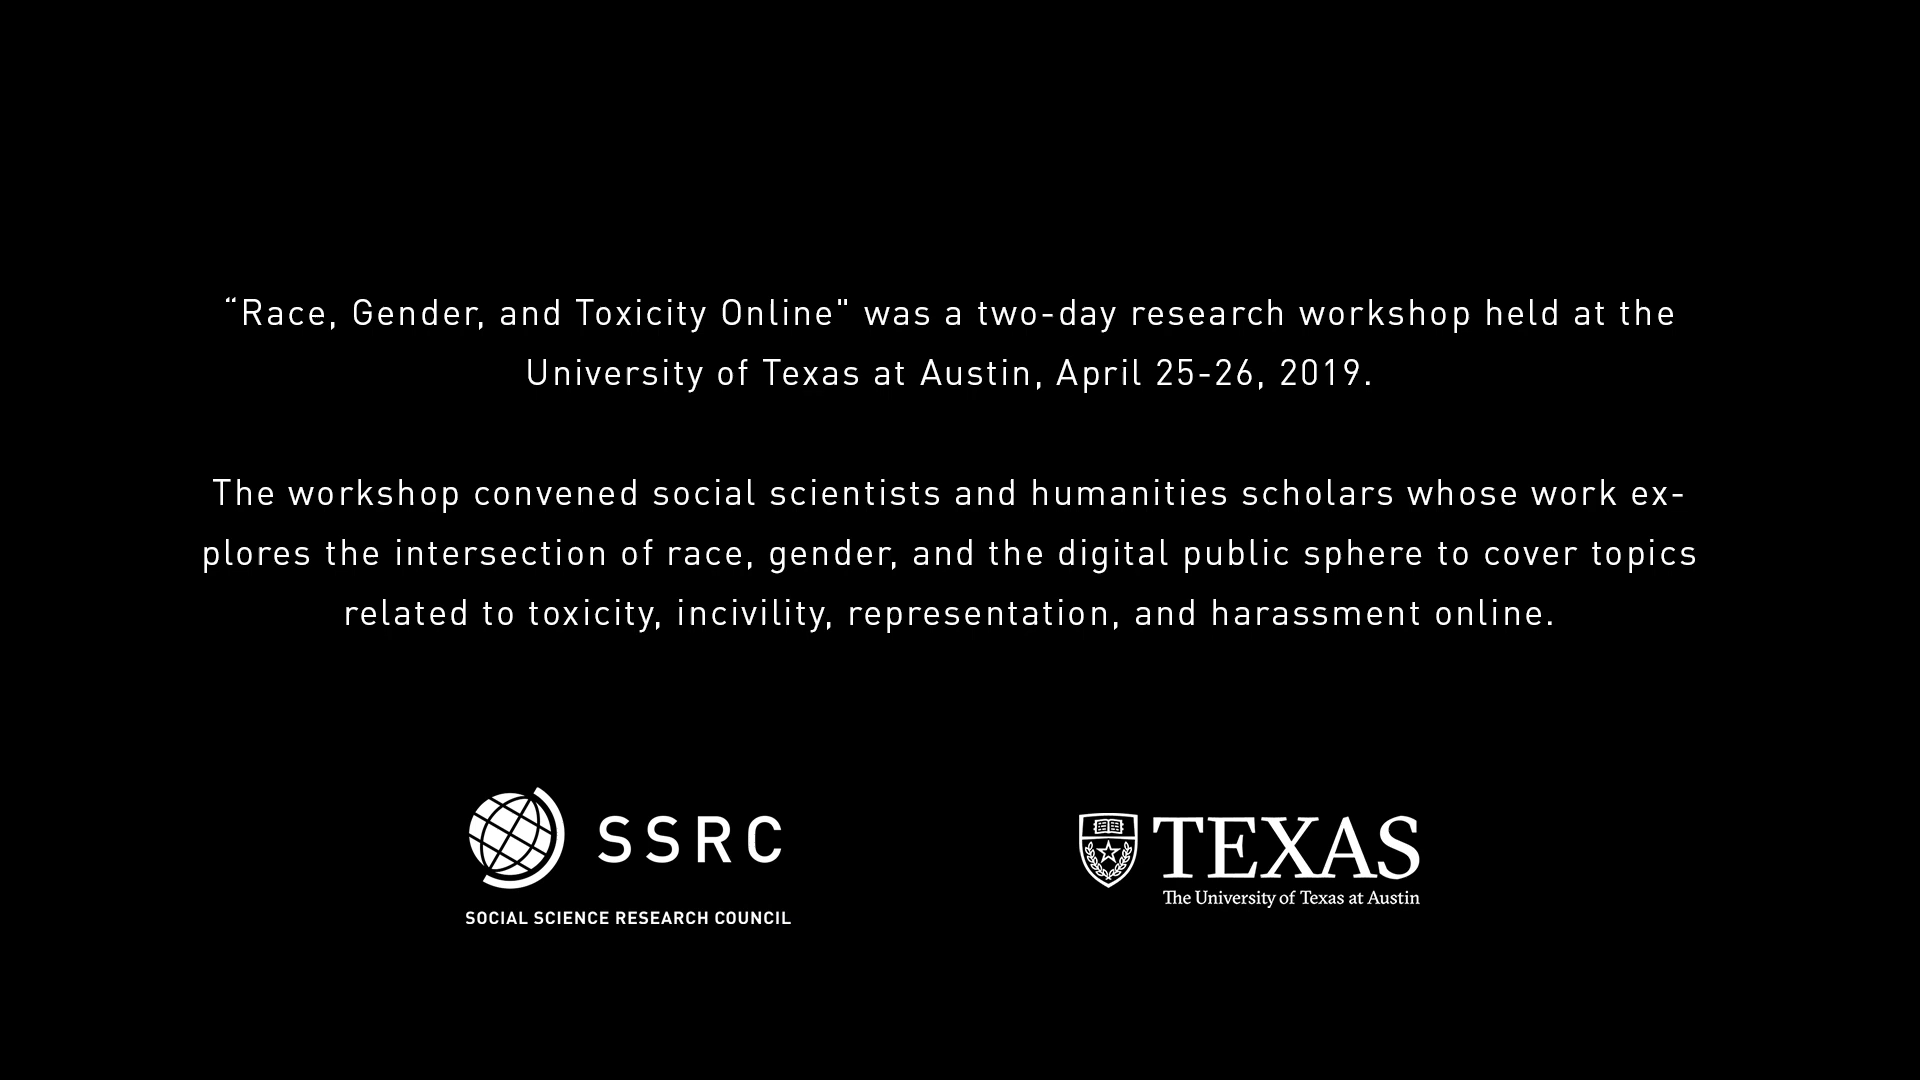 “Race, Gender, and Toxicity Online" was a two-day research workshop held at the
University of Texas at Austin, April 25-26, 2019.
The workshop convened social scientists and humanities scholars whose work ex-
plores the intersection of race, gender, and the digital public sphere to cover topics
related to toxicity, incivility, representation, and harassment online.
SSRC
SOCIAL SCIENCE RESEARCH COUNCIL
TEXAS
The University of Texas at Austin